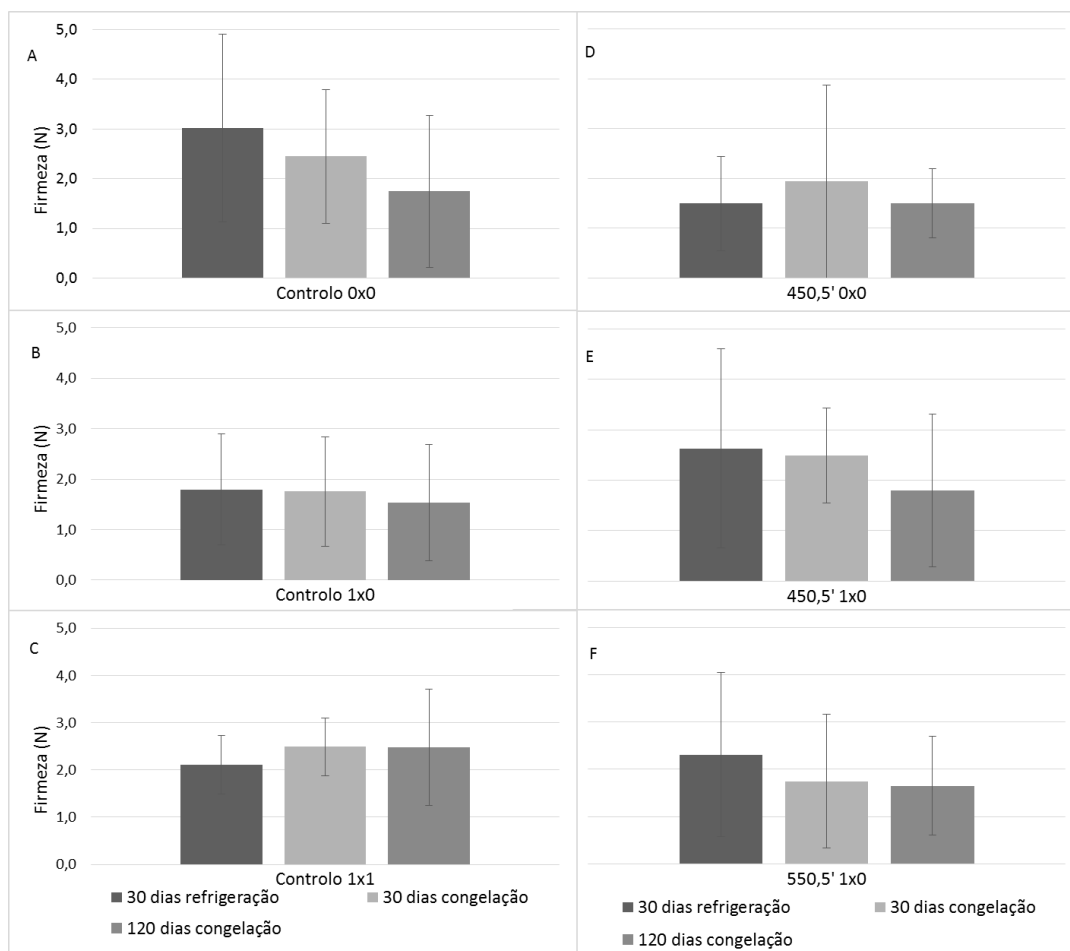 A
Firmeza (N)
5,0
4,0
3,0
2,0
1,0
0,0
Controlo 0x0
D
450,5' 0x0
B
Firmeza (N)
5,0
4,0
3,0
2,0
1,0
0,0
Controlo 1x0
E
450,5' 1x0
C
Firmeza (N)
5,0
4,0
3,0
2,0
1,0
0,0
Controlo 1x1
30 dias refrigeração
30 dias congelação
120 dias congelação
F
550,5' 1x0
30 dias refrigeração
30 dias congelação
120 dias congelação